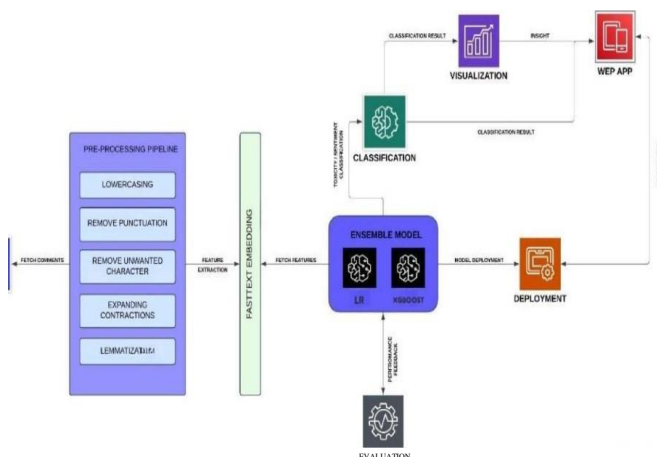 CLASSIFICATION RESULT
INSIGHT
VISUALIZATION
WEP APP
TOXICITY / SENTIMENT
CLASSIFICATION
CLASSIFICATION
CLASSIFICATION RESULT
PRE-PROCESSING PIPELINE
LOWERCASING
REMOVE PUNCTUATION
REMOVE UNWANTED
CHARACTER
EXPANDING
CONTRACTIONS
FETCH COMMENTS
FEATURE
EXTRACTION
FASTTEXT EMBEDDING
FETCH FEATURES
ENSEMBLE MODEL
LR
XGBOOST
MODEL DEPLOYMENT
DEPLOYMENT
FEEDBACK
EVALUATION